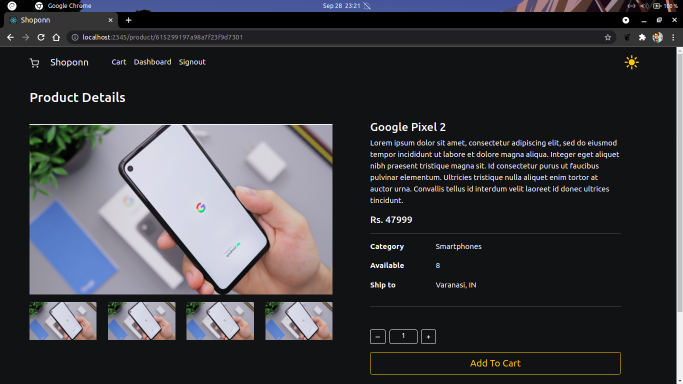 Google Chrome
Sep 28 23:21
100 %
Shoponn
localhost:2345/product/615299197a98a7f23f9d7301
Shoponn
Cart Dashboard Signout
Product Details
Google Pixel 2
Lorem ipsum dolor sit amet, consectetur adipiscing elit, sed do eiusmod
tempor incididunt ut labore et dolore magna aliqua. Integer eget aliquet
nibh praesent tristique magna sit. Id consectetur purus ut faucibus
pulvinar elementum. Ultricies tristique nulla aliquet enim tortor at
auctor urna. Convallis tellus id interdum velit laoreet id donec ultrices
tincidunt.
Rs. 47999
Category Smartphones
Available 8
Ship to Varanasi, IN
− 1 +
Add To Cart